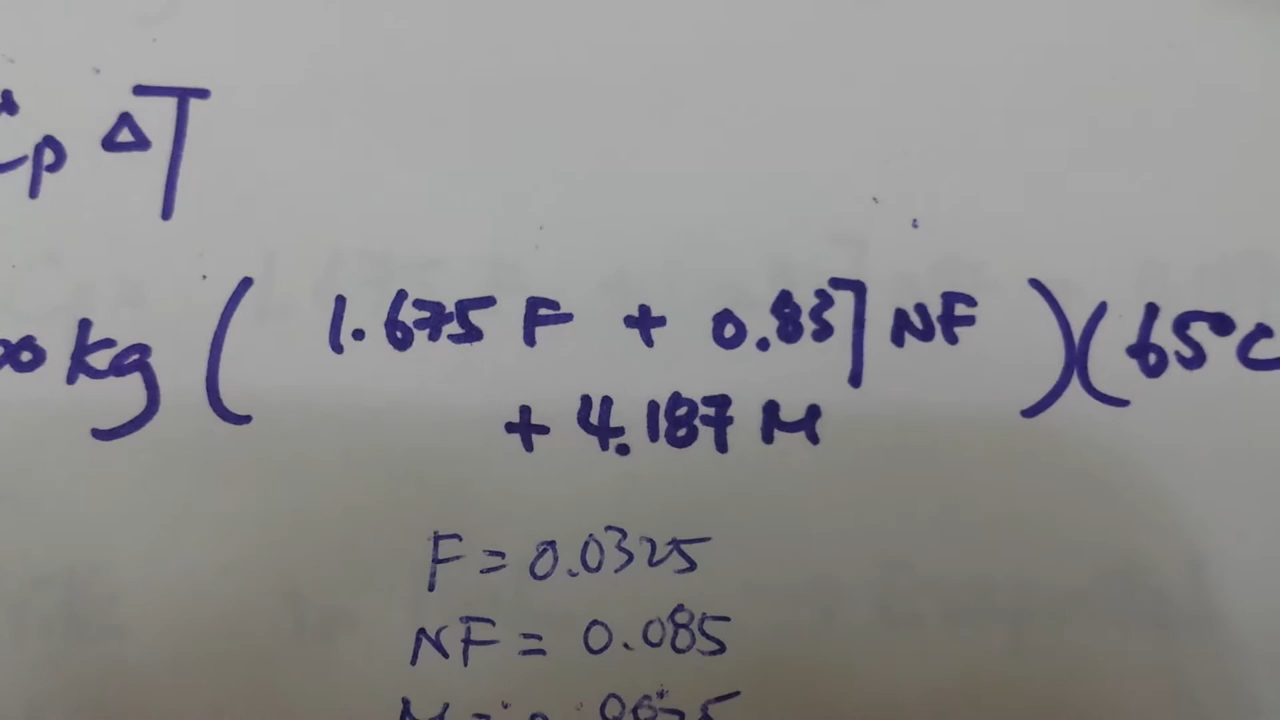 Cp ΔT
kg ( 1.675 F + 0.837 NF ) ( 65°C
+ 4.187 M
F = 0.0325
NF = 0.085